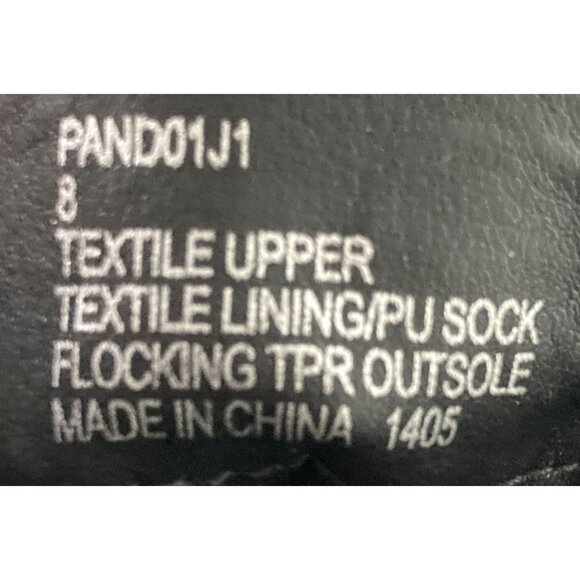 PAND01J1
8
TEXTILE UPPER
TEXTILE LINING/PU SOCK
FLOCKING TPR OUTSOLE
MADE IN CHINA 1405